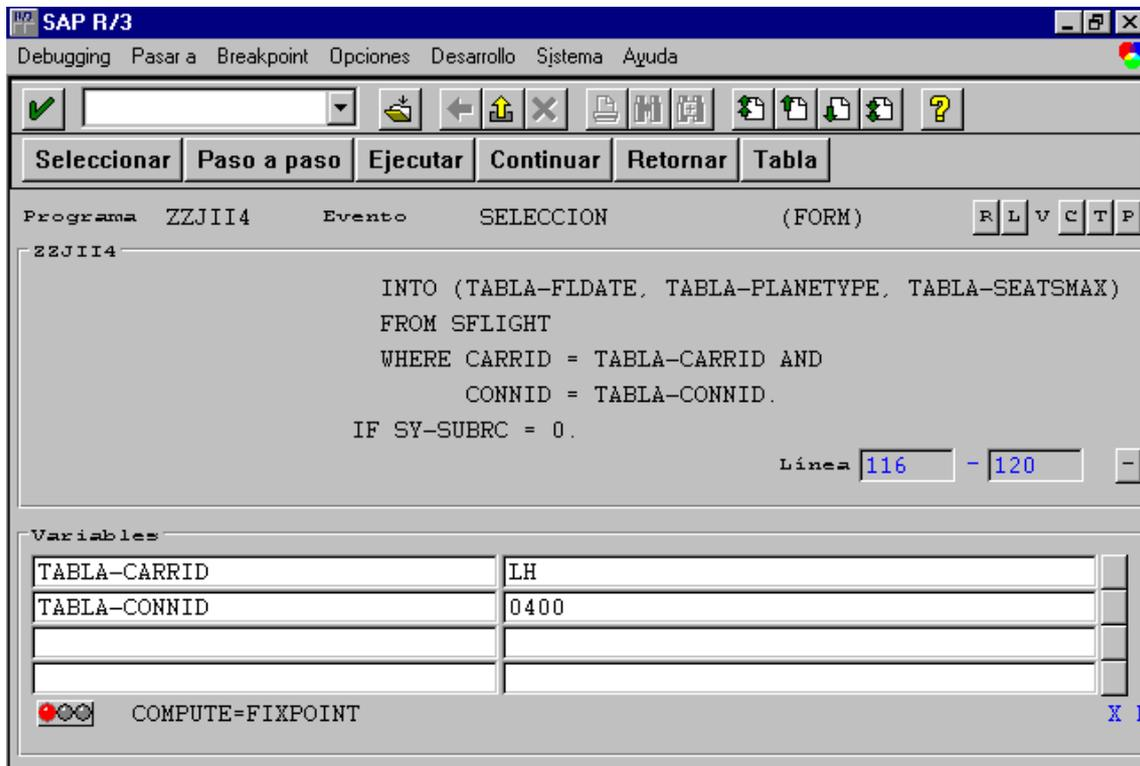 SAP R/3
Debugging Pasar a Breakpoint Opciones Desarrollo Sistema Ayuda
Seleccionar Paso a paso Ejecutar Continuar Retornar Tabla
Programa ZZJII4 Evento SELECCION (FORM) R L V C T P
ZZJII4
INTO (TABLA-FLDATE, TABLA-PLANETYPE, TABLA-SEATSMAX)
FROM SFLIGHT
WHERE CARRID = TABLA-CARRID AND
CONNID = TABLA-CONNID.
IF SY-SUBRC = 0.
Línea 116 - 120 -
Variables
TABLA-CARRID LH
TABLA-CONNID 0400
COMPUTE=FIXPOINT X